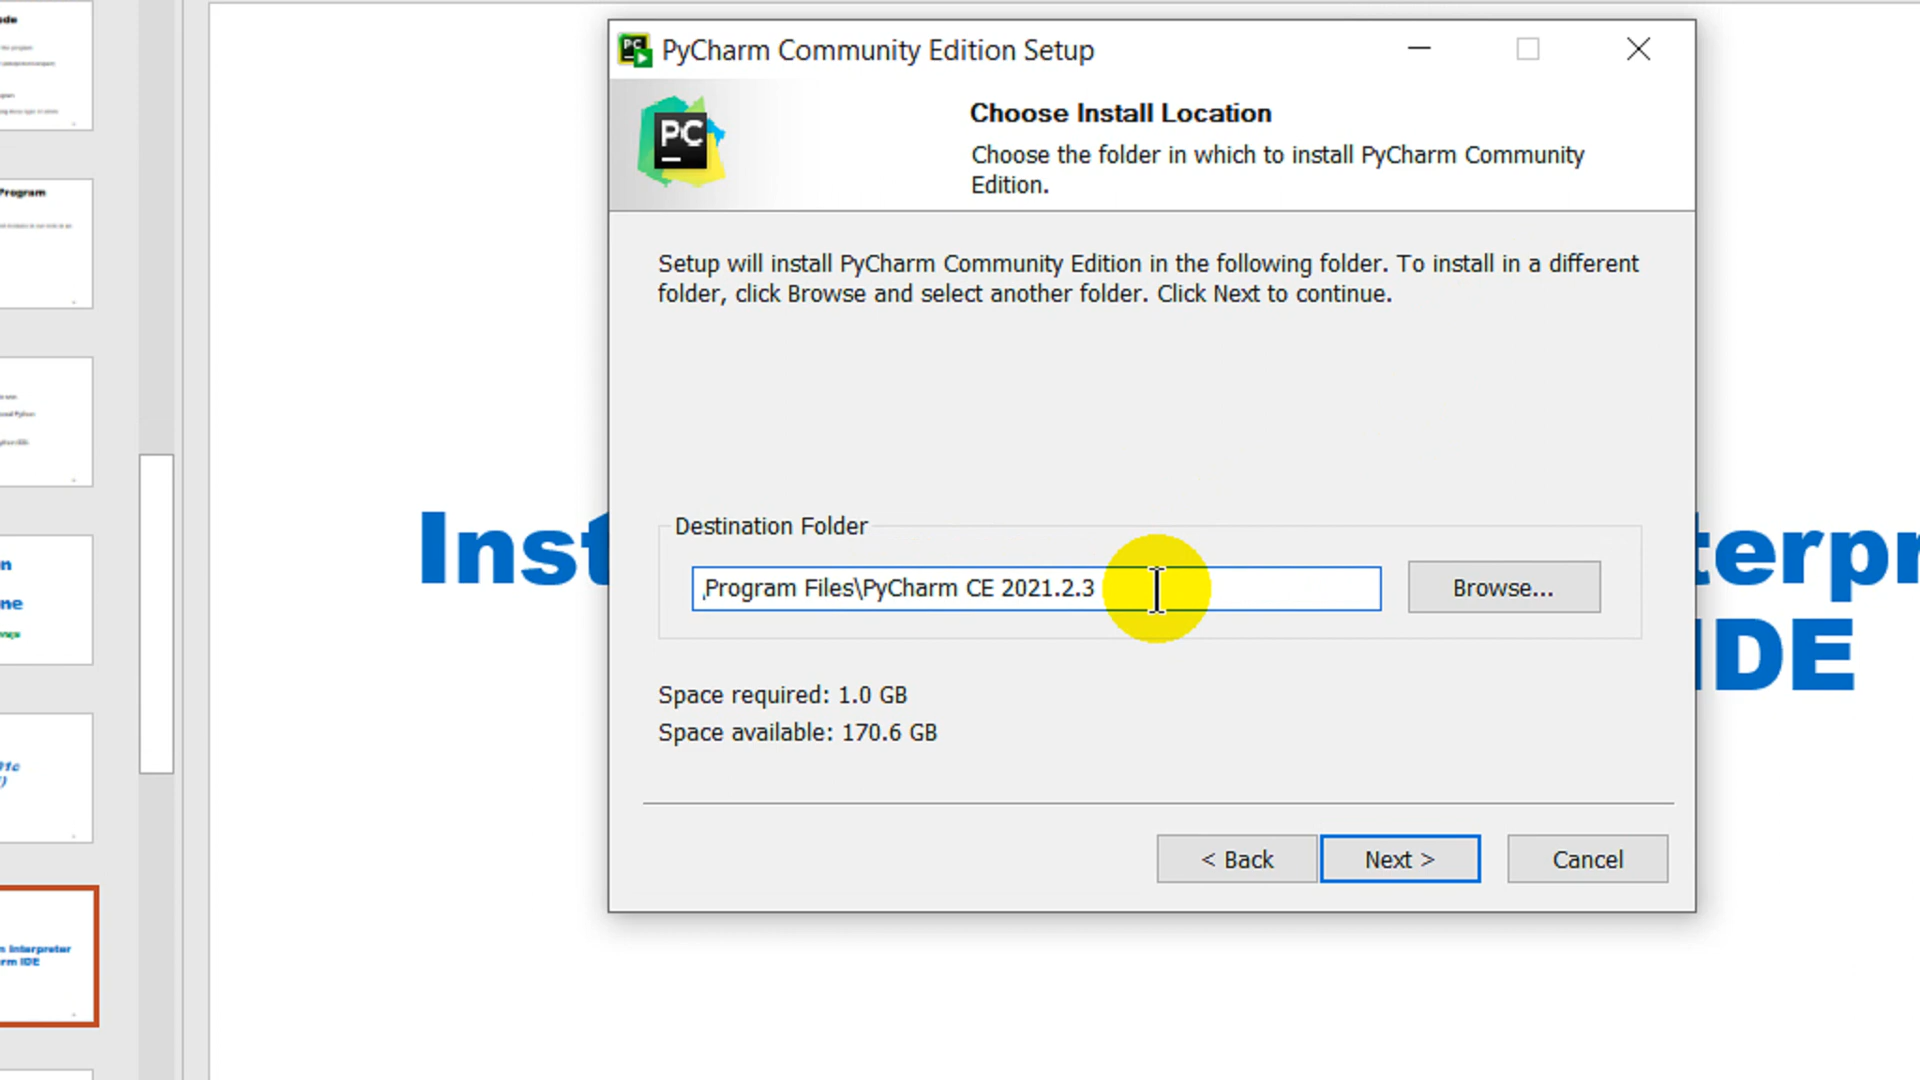 ode
Program
PyCharm Community Edition Setup
PC
Choose Install Location
Choose the folder in which to install PyCharm Community
Edition.
Setup will install PyCharm Community Edition in the following folder. To install in a different
folder, click Browse and select another folder. Click Next to continue.
Destination Folder
Program Files\PyCharm CE 2021.2.3
Browse...
Space required: 1.0 GB
Space available: 170.6 GB
< Back
Next >
Cancel
Inst
terpr
IDE
n Interpreter
rm IDE